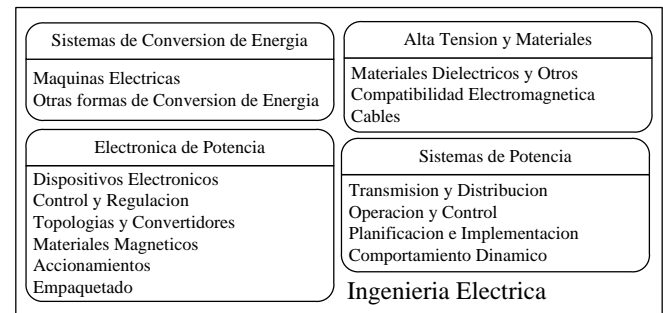 Sistemas de Conversion de Energia
Maquinas Electricas
Otras formas de Conversion de Energia
Alta Tension y Materiales
Materiales Dielectricos y Otros
Compatibilidad Electromagnetica
Cables
Electronica de Potencia
Dispositivos Electronicos
Control y Regulacion
Topologias y Convertidores
Materiales Magneticos
Accionamientos
Empaquetado
Sistemas de Potencia
Transmision y Distribucion
Operacion y Control
Planificacion e Implementacion
Comportamiento Dinamico
Ingenieria Electrica